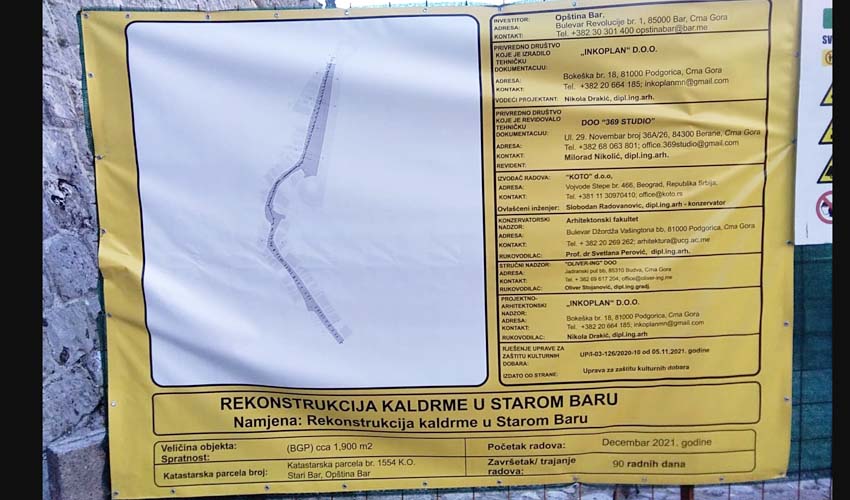 INVESTITOR: Opština Bar,
ADRESA: Bulevar Revolucije br. 1, 85000 Bar, Crna Gora
KONTAKT: Tel. +382 30 301 400 opstinabar@bar.me
PRIVREDNO DRUŠTVO
KOJE JE IZRADILO
TEHNIČKU
DOKUMENTACIJU: „INKOPLAN“ D.O.O.
ADRESA: Bokeška br. 18, 81000 Podgorica, Crna Gora
KONTAKT: Tel. +382 20 664 185; inkoplanmn@gmail.com
VODEĆI PROJEKTANT: Nikola Drakić, dipl.ing.arh.
PRIVREDNO DRUŠTVO
KOJE JE REVIDOVALO
TEHNIČKU
DOKUMENTACIJU: DOO "369 STUDIO"
ADRESA: Ul. 29. Novembar broj 36A/26, 84300 Berane, Crna Gora
KONTAKT: Tel. +382 68 063 801; office.369studio@gmail.com
REVIDENT: Milorad Nikolić, dipl.ing.arh.
IZVOĐAČ RADOVA: "KOTO" d.o.o,
ADRESA: Vojvode Stepe br. 466, Beograd, Republika Srbija,
KONTAKT: Tel. +381 11 30970410; office@koto.rs
Ovlašćeni inženjer: Slobodan Radovanovic, dipl.ing.arh - konzervator
KONZERVATORSKI
NADZOR: Arhitektonski fakultet
ADRESA: Bulevar Džordža Vašingtona bb, 81000 Podgorica, Crna Gora
KONTAKT: Tel. + 382 20 269 262; arhitektura@ucg.ac.me
RUKOVODILAC: Prof. dr Svetlana Perović, dipl.ing.arh.
STRUČNI NADZOR: "OLIVER-ING" DOO
ADRESA: Jadranski put bb, 85310 Budva, Crna Gora
KONTAKT: Tel. + 382 69 617 204; office@oliver-ing.me
RUKOVODILAC: Oliver Stojanović, dipl.ing.gradj.
PROJEKTNO-
ARHITEKTONSKI
NADZOR: „INKOPLAN“ D.O.O.
ADRESA: Bokeška br. 18, 81000 Podgorica, Crna Gora
KONTAKT: Tel. +382 20 664 185; inkoplanmn@gmail.com
RUKOVODILAC: Nikola Drakić, dipl.ing.arh
RJEŠENJE UPRAVE ZA
ZAŠTITU KULTURNIH
DOBARA: UP/I-03-126/2020-10 od 05.11.2021. godine
IZDATO OD STRANE: Uprava za zaštitu kulturnih dobara
REKONSTRUKCIJA KALDRME U STAROM BARU
Namjena: Rekonstrukcija kaldrme u Starom Baru
Veličina objekta: (BGP) cca 1,900 m2
Spratnost:
Katastarska parcela broj: Katastarska parcela br. 1554 K.O.
Stari Bar, Opština Bar
Početak radova: Decembar 2021. godine
Završetak/ trajanje
radova: 90 radnih dana